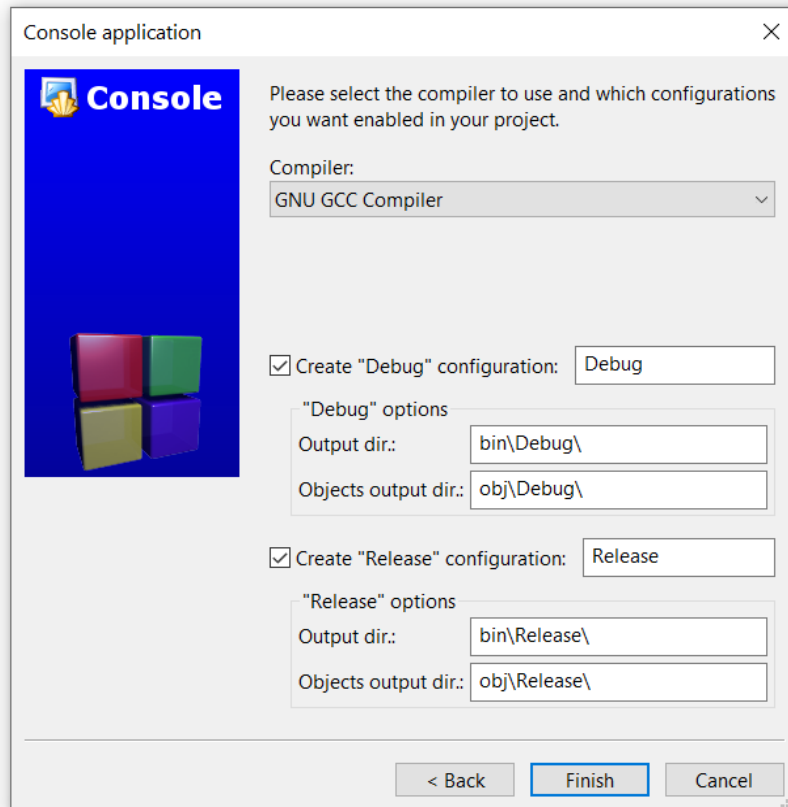 Console application
Console
Please select the compiler to use and which configurations
you want enabled in your project.
Compiler:
GNU GCC Compiler
Create "Debug" configuration: Debug
"Debug" options
Output dir.: bin\Debug\
Objects output dir.: obj\Debug\
Create "Release" configuration: Release
"Release" options
Output dir.: bin\Release\
Objects output dir.: obj\Release\
< Back Finish Cancel